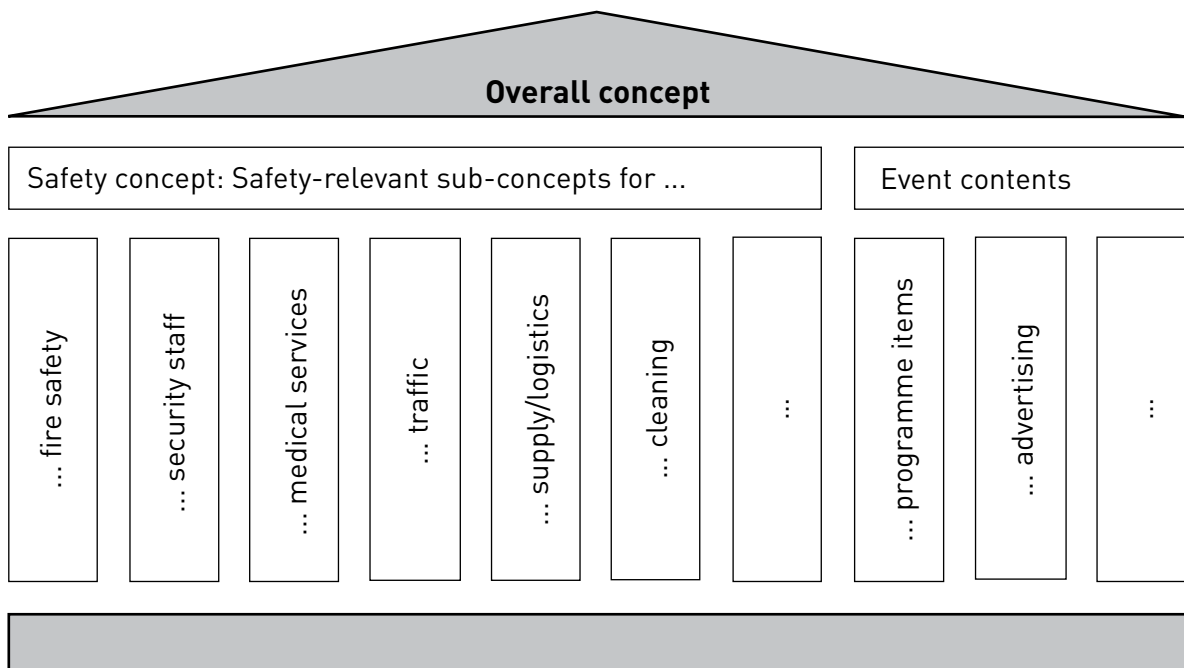 Overall concept
Safety concept: Safety-relevant sub-concepts for ...
Event contents
... fire safety
... security staff
... medical services
... traffic
... supply/logistics
... cleaning
...
... programme items
... advertising
...